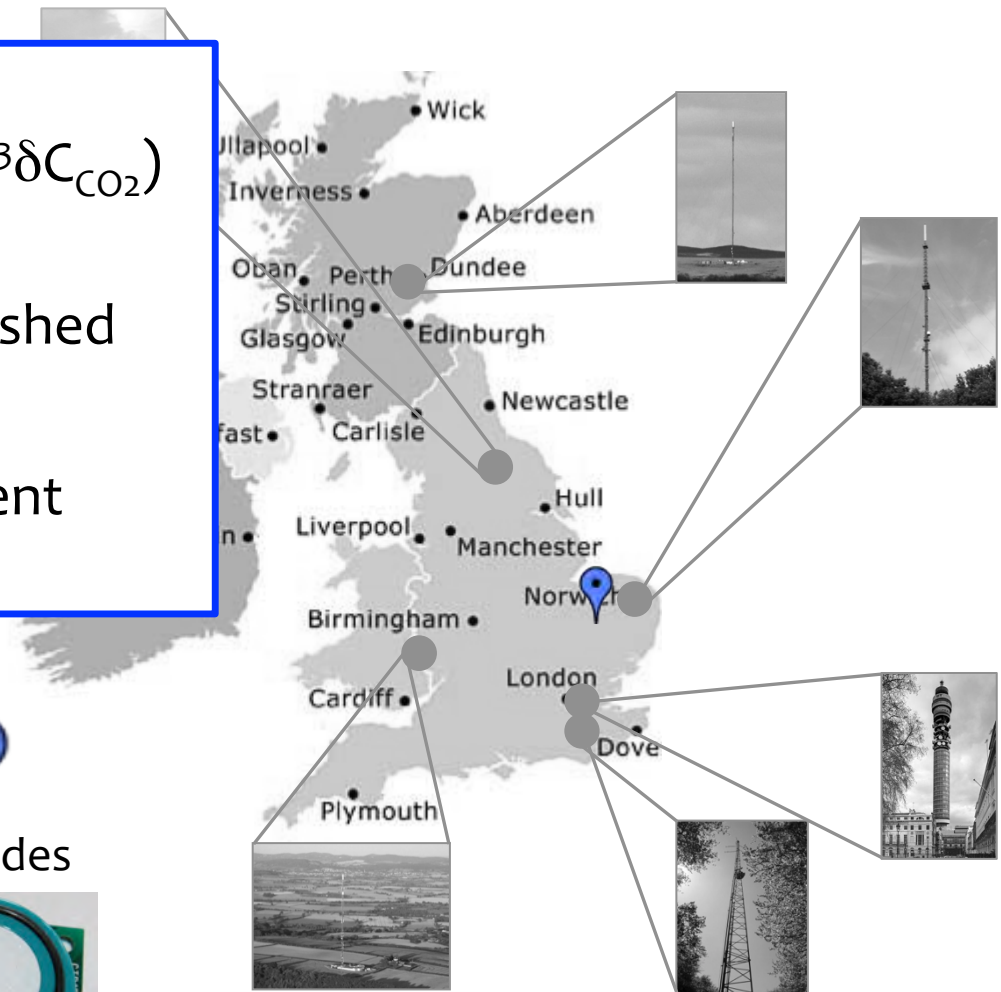 ³δC_CO2)
shed
ent
des
Wick
Ullapool
Inverness
Aberdeen
Oban
Perth
Dundee
Stirling
Glasgow
Edinburgh
Stranraer
Newcastle
fast
Carlisle
Hull
Liverpool
n
Manchester
Birmingham
London
Cardiff
Dove
Plymouth